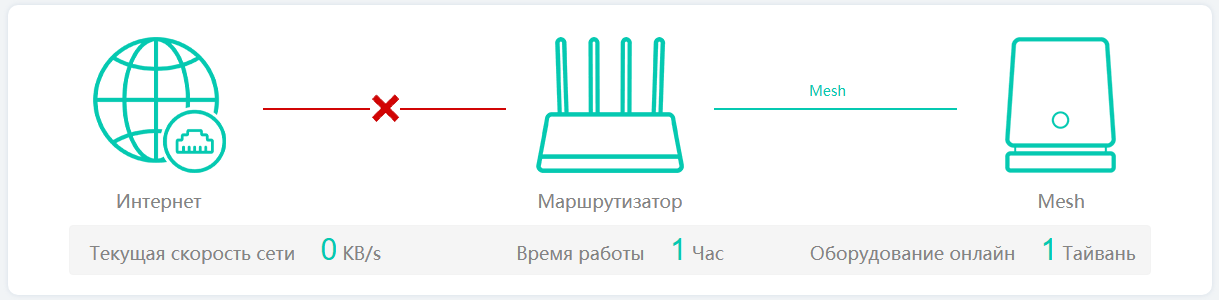 Mesh
Интернет
Маршрутизатор
Mesh
Текущая скорость сети 0 KB/s
Время работы 1 Час
Оборудование онлайн 1 Тайвань